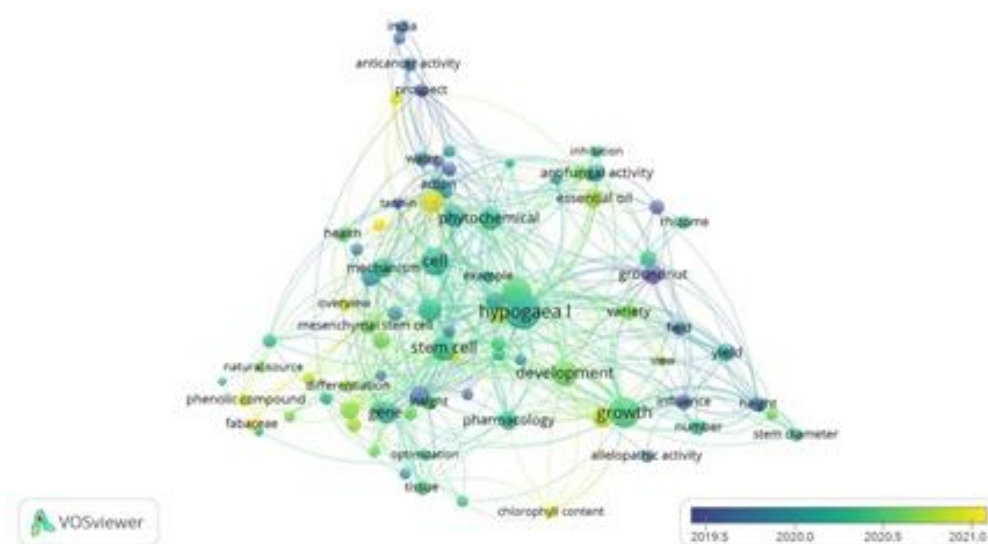 india
anticancer activity
prospect
water
inhibition
antifungal activity
action
essential oil
tannin
phytochemical
rhizome
health
cell
mechanism
example
groundnut
overview
hypogaea l
variety
mesenchymal stem cell
field
stem cell
yield
view
natural source
development
differentiation
phenolic compound
insight
influence
height
gene
growth
fabaceae
pharmacology
number
stem diameter
optimization
allelopathic activity
tissue
chlorophyll content
VOSviewer
2019.5 2020.0 2020.5 2021.0